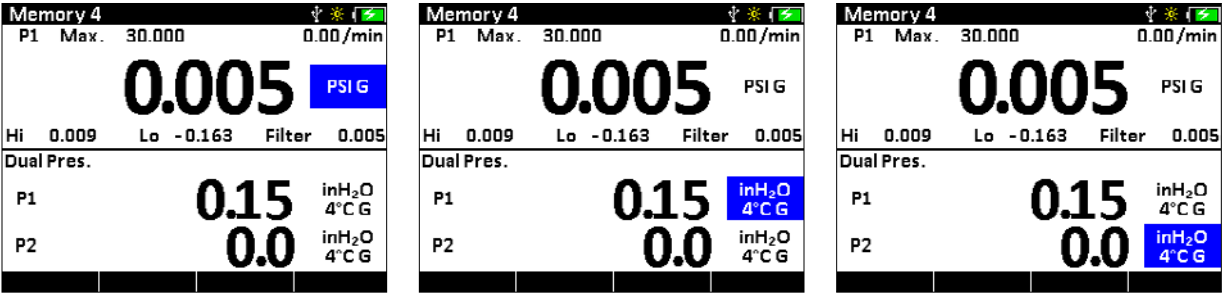 Memory 4
P1 Max. 30.000 0.00/min
0.005 PSI G
Hi 0.009 Lo -0.163 Filter 0.005
Dual Pres.
P1 0.15 inH₂O 4°C G
P2 0.0 inH₂O 4°C G
Memory 4
P1 Max. 30.000 0.00/min
0.005 PSI G
Hi 0.009 Lo -0.163 Filter 0.005
Dual Pres.
P1 0.15 inH₂O 4°C G
P2 0.0 inH₂O 4°C G
Memory 4
P1 Max. 30.000 0.00/min
0.005 PSI G
Hi 0.009 Lo -0.163 Filter 0.005
Dual Pres.
P1 0.15 inH₂O 4°C G
P2 0.0 inH₂O 4°C G